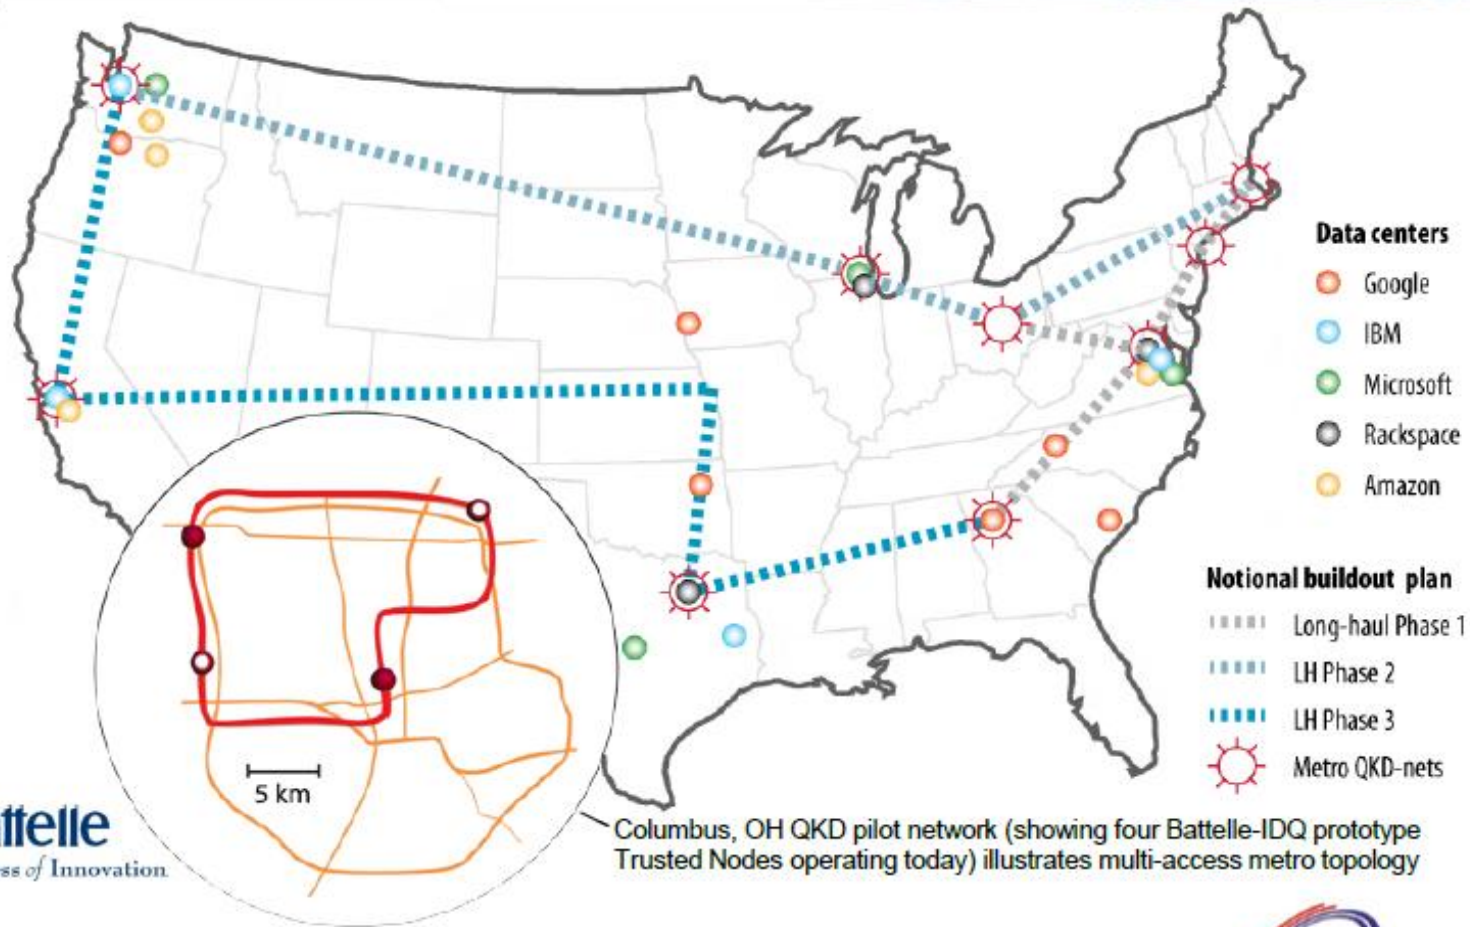 Data centers
Google
IBM
Microsoft
Rackspace
Amazon
Notional buildout plan
Long-haul Phase 1
LH Phase 2
LH Phase 3
Metro QKD-nets
5 km
of Innovation
Columbus, OH QKD pilot network (showing four Battelle-IDQ prototype
Trusted Nodes operating today) illustrates multi-access metro topology